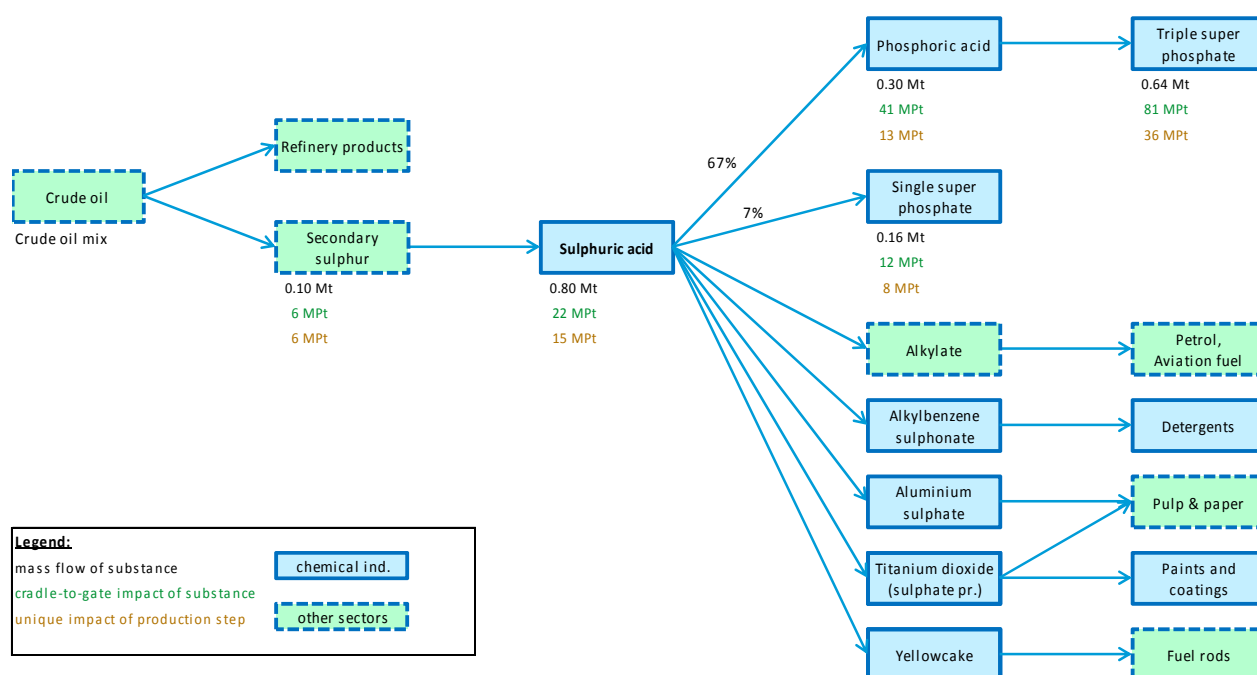 Phosphoric acid
Triple super
phosphate
0.30 Mt
41 MPt
13 MPt
0.64 Mt
81 MPt
36 MPt
Refinery products
67%
Crude oil
Crude oil mix
Single super
phosphate
7%
0.16 Mt
12 MPt
8 MPt
Secondary
sulphur
0.10 Mt
6 MPt
6 MPt
Sulphuric acid
0.80 Mt
22 MPt
15 MPt
Alkylate
Petrol,
Aviation fuel
Alkylbenzene
sulphonate
Detergents
Aluminium
sulphate
Pulp & paper
Titanium dioxide
(sulphate pr.)
Paints and
coatings
Yellowcake
Fuel rods
Legend:
mass flow of substance
cradle-to-gate impact of substance
unique impact of production step
chemical ind.
other sectors